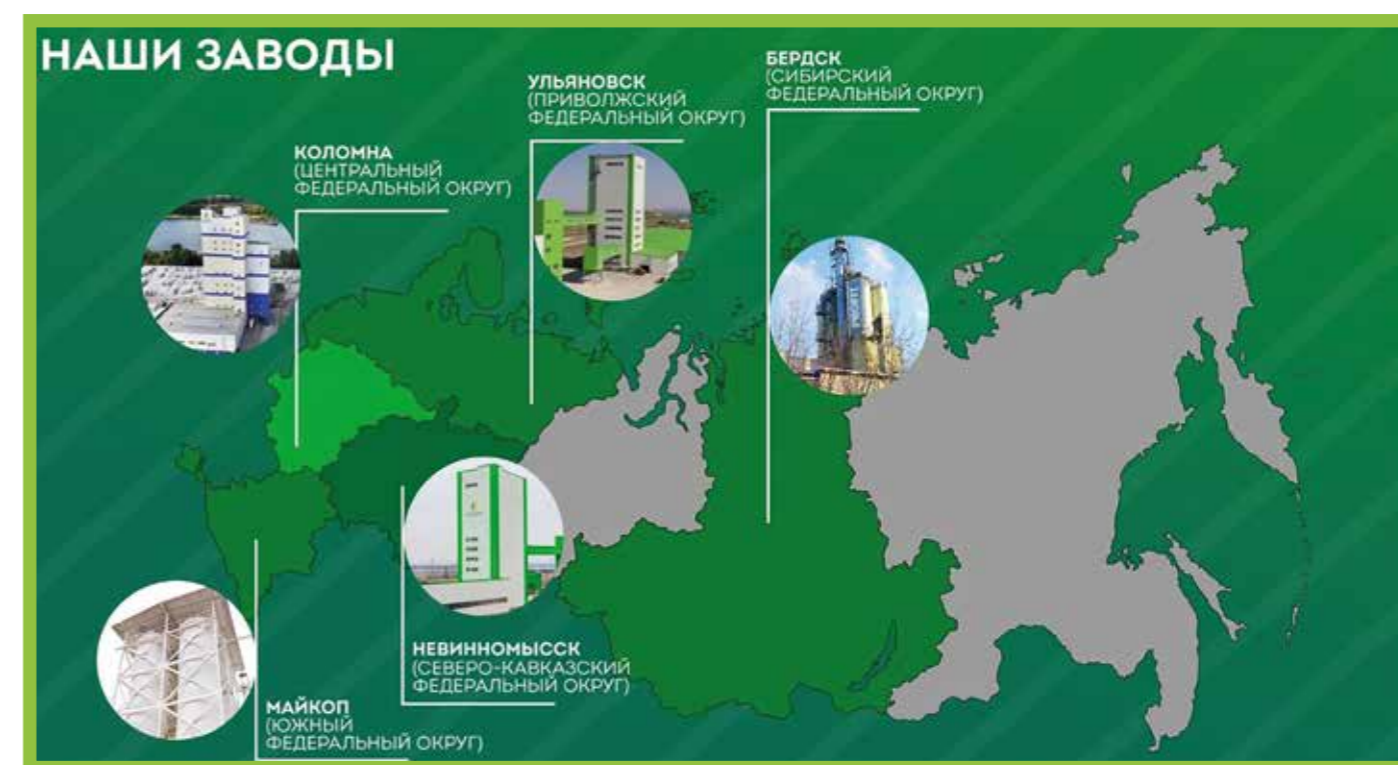 НАШИ ЗАВОДЫ
БЕРДСК
(СИБИРСКИЙ
ФЕДЕРАЛЬНЫЙ ОКРУГ)
УЛЬЯНОВСК
(ПРИВОЛЖСКИЙ
ФЕДЕРАЛЬНЫЙ ОКРУГ)
КОЛОМНА
(ЦЕНТРАЛЬНЫЙ
ФЕДЕРАЛЬНЫЙ ОКРУГ)
НЕВИННОМЫССК
(СЕВЕРО-КАВКАЗСКИЙ
ФЕДЕРАЛЬНЫЙ ОКРУГ)
МАЙКОП
(ЮЖНЫЙ
ФЕДЕРАЛЬНЫЙ ОКРУГ)